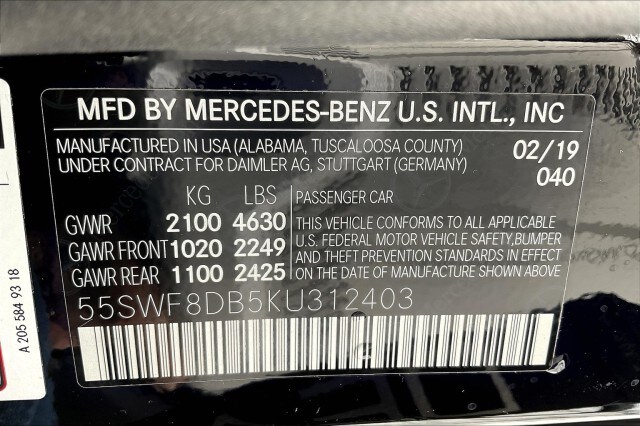 MFD BY MERCEDES-BENZ U.S. INTL., INC
MANUFACTURED IN USA (ALABAMA, TUSCALOOSA COUNTY)
UNDER CONTRACT FOR DAIMLER AG, STUTTGART (GERMANY)
02/19
040
KG LBS
GVWR 2100 4630
GAWR FRONT 1020 2249
GAWR REAR 1100 2425
PASSENGER CAR
THIS VEHICLE CONFORMS TO ALL APPLICABLE
U.S. FEDERAL MOTOR VEHICLE SAFETY,BUMPER
AND THEFT PREVENTION STANDARDS IN EFFECT
ON THE DATE OF MANUFACTURE SHOWN ABOVE.
55SWF8DB5KU312403
A 205 584 93 18